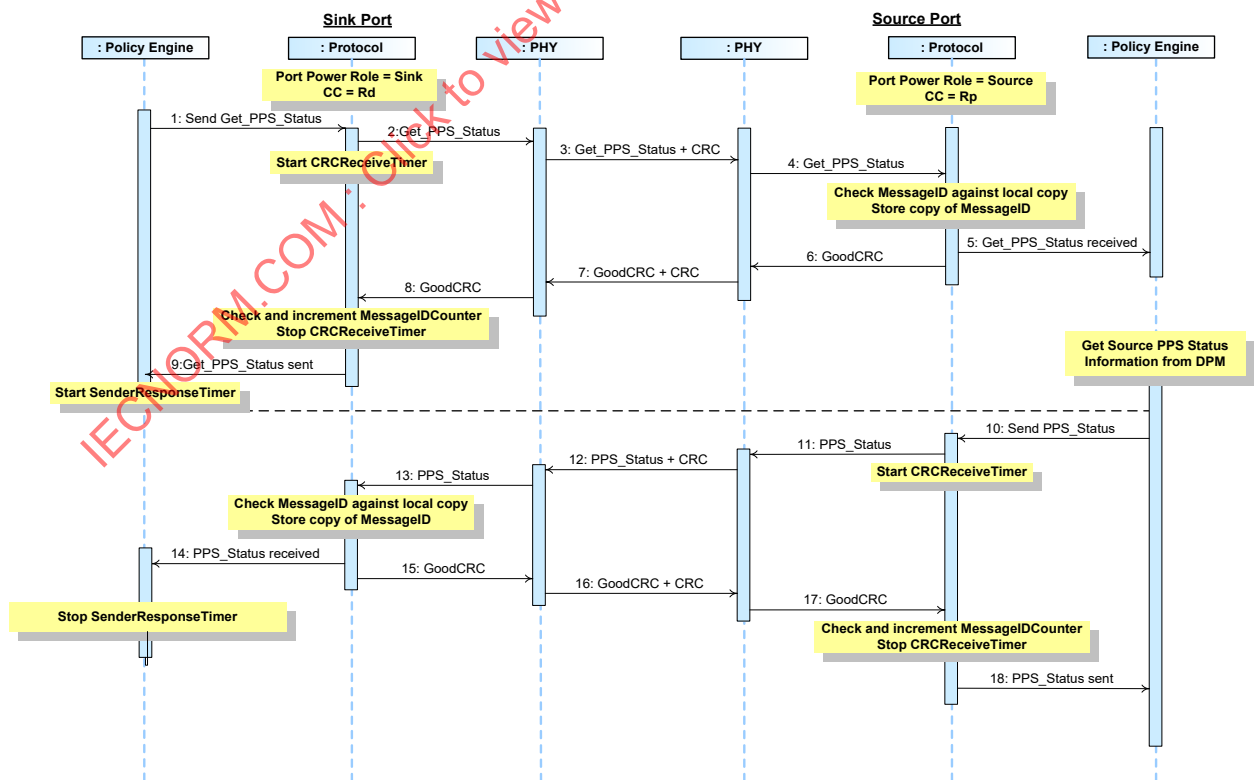 Sink Port
Source Port
: Policy Engine
: Protocol
: PHY
: PHY
: Protocol
: Policy Engine
Port Power Role = Sink
CC = Rd
Port Power Role = Source
CC = Rp
1: Send Get_PPS_Status
2:Get_PPS_Status
Start CRCReceiveTimer
3: Get_PPS_Status + CRC
4: Get_PPS_Status
Check MessageID against local copy
Store copy of MessageID
5: Get_PPS_Status received
6: GoodCRC
7: GoodCRC + CRC
8: GoodCRC
Check and increment MessageIDCounter
Stop CRCReceiveTimer
9:Get_PPS_Status sent
Start SenderResponseTimer
Get Source PPS Status
Information from DPM
10: Send PPS_Status
11: PPS_Status
Start CRCReceiveTimer
12: PPS_Status + CRC
13: PPS_Status
Check MessageID against local copy
Store copy of MessageID
14: PPS_Status received
15: GoodCRC
16: GoodCRC + CRC
17: GoodCRC
Stop SenderResponseTimer
Check and increment MessageIDCounter
Stop CRCReceiveTimer
18: PPS_Status sent
IECNORM.COM : Click to view